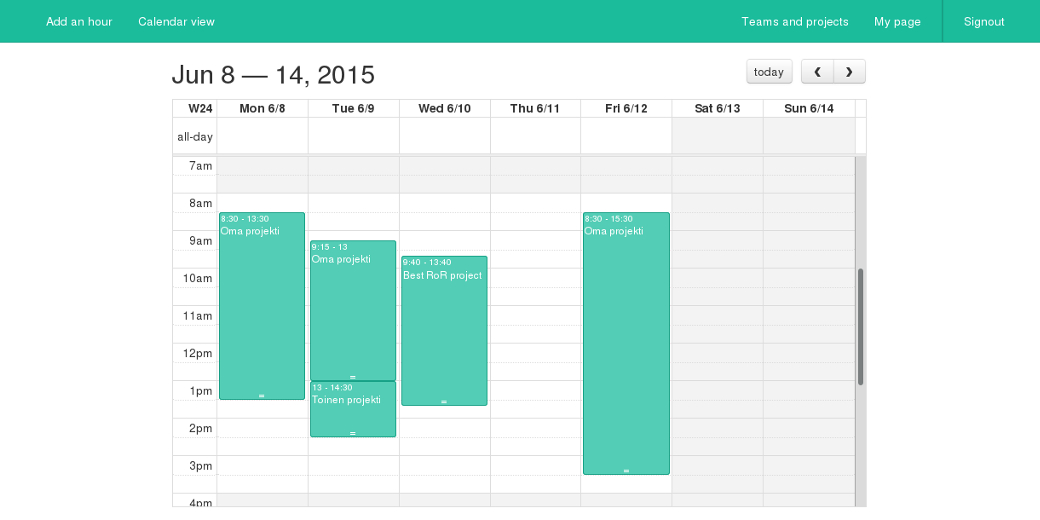 Add an hour Calendar view Teams and projects My page Signout
Jun 8 — 14, 2015 today
W24 Mon 6/8 Tue 6/9 Wed 6/10 Thu 6/11 Fri 6/12 Sat 6/13 Sun 6/14
all-day
7am
8am
8:30 - 13:30 8:30 - 15:30
Oma projekti Oma projekti
9am
9:15 - 13
Oma projekti
9:40 - 13:40
Best RoR project
10am
11am
12pm
1pm
13 - 14:30
Toinen projekti
2pm
3pm
4pm